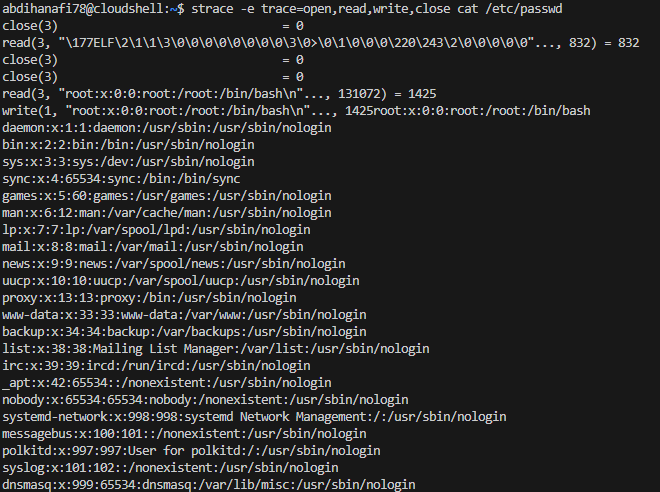 abdihanafi78@cloudshell:~$ strace -e trace=open,read,write,close cat /etc/passwd
close(3)                                = 0
read(3, "\177ELF\2\1\1\3\0\0\0\0\0\0\0\0\3\0>\0\1\0\0\0\220\243\2\0\0\0\0\0"..., 832) = 832
close(3)                                = 0
close(3)                                = 0
read(3, "root:x:0:0:root:/root:/bin/bash\n"..., 131072) = 1425
write(1, "root:x:0:0:root:/root:/bin/bash\n"..., 1425root:x:0:0:root:/root:/bin/bash
daemon:x:1:1:daemon:/usr/sbin:/usr/sbin/nologin
bin:x:2:2:bin:/bin:/usr/sbin/nologin
sys:x:3:3:sys:/dev:/usr/sbin/nologin
sync:x:4:65534:sync:/bin:/bin/sync
games:x:5:60:games:/usr/games:/usr/sbin/nologin
man:x:6:12:man:/var/cache/man:/usr/sbin/nologin
lp:x:7:7:lp:/var/spool/lpd:/usr/sbin/nologin
mail:x:8:8:mail:/var/mail:/usr/sbin/nologin
news:x:9:9:news:/var/spool/news:/usr/sbin/nologin
uucp:x:10:10:uucp:/var/spool/uucp:/usr/sbin/nologin
proxy:x:13:13:proxy:/bin:/usr/sbin/nologin
www-data:x:33:33:www-data:/var/www:/usr/sbin/nologin
backup:x:34:34:backup:/var/backups:/usr/sbin/nologin
list:x:38:38:Mailing List Manager:/var/list:/usr/sbin/nologin
irc:x:39:39:ircd:/run/ircd:/usr/sbin/nologin
_apt:x:42:65534::/nonexistent:/usr/sbin/nologin
nobody:x:65534:65534:nobody:/nonexistent:/usr/sbin/nologin
systemd-network:x:998:998:systemd Network Management:/:/usr/sbin/nologin
messagebus:x:100:101::/nonexistent:/usr/sbin/nologin
polkitd:x:997:997:User for polkitd:/:/usr/sbin/nologin
syslog:x:101:102::/nonexistent:/usr/sbin/nologin
dnsmasq:x:999:65534:dnsmasq:/var/lib/misc:/usr/sbin/nologin